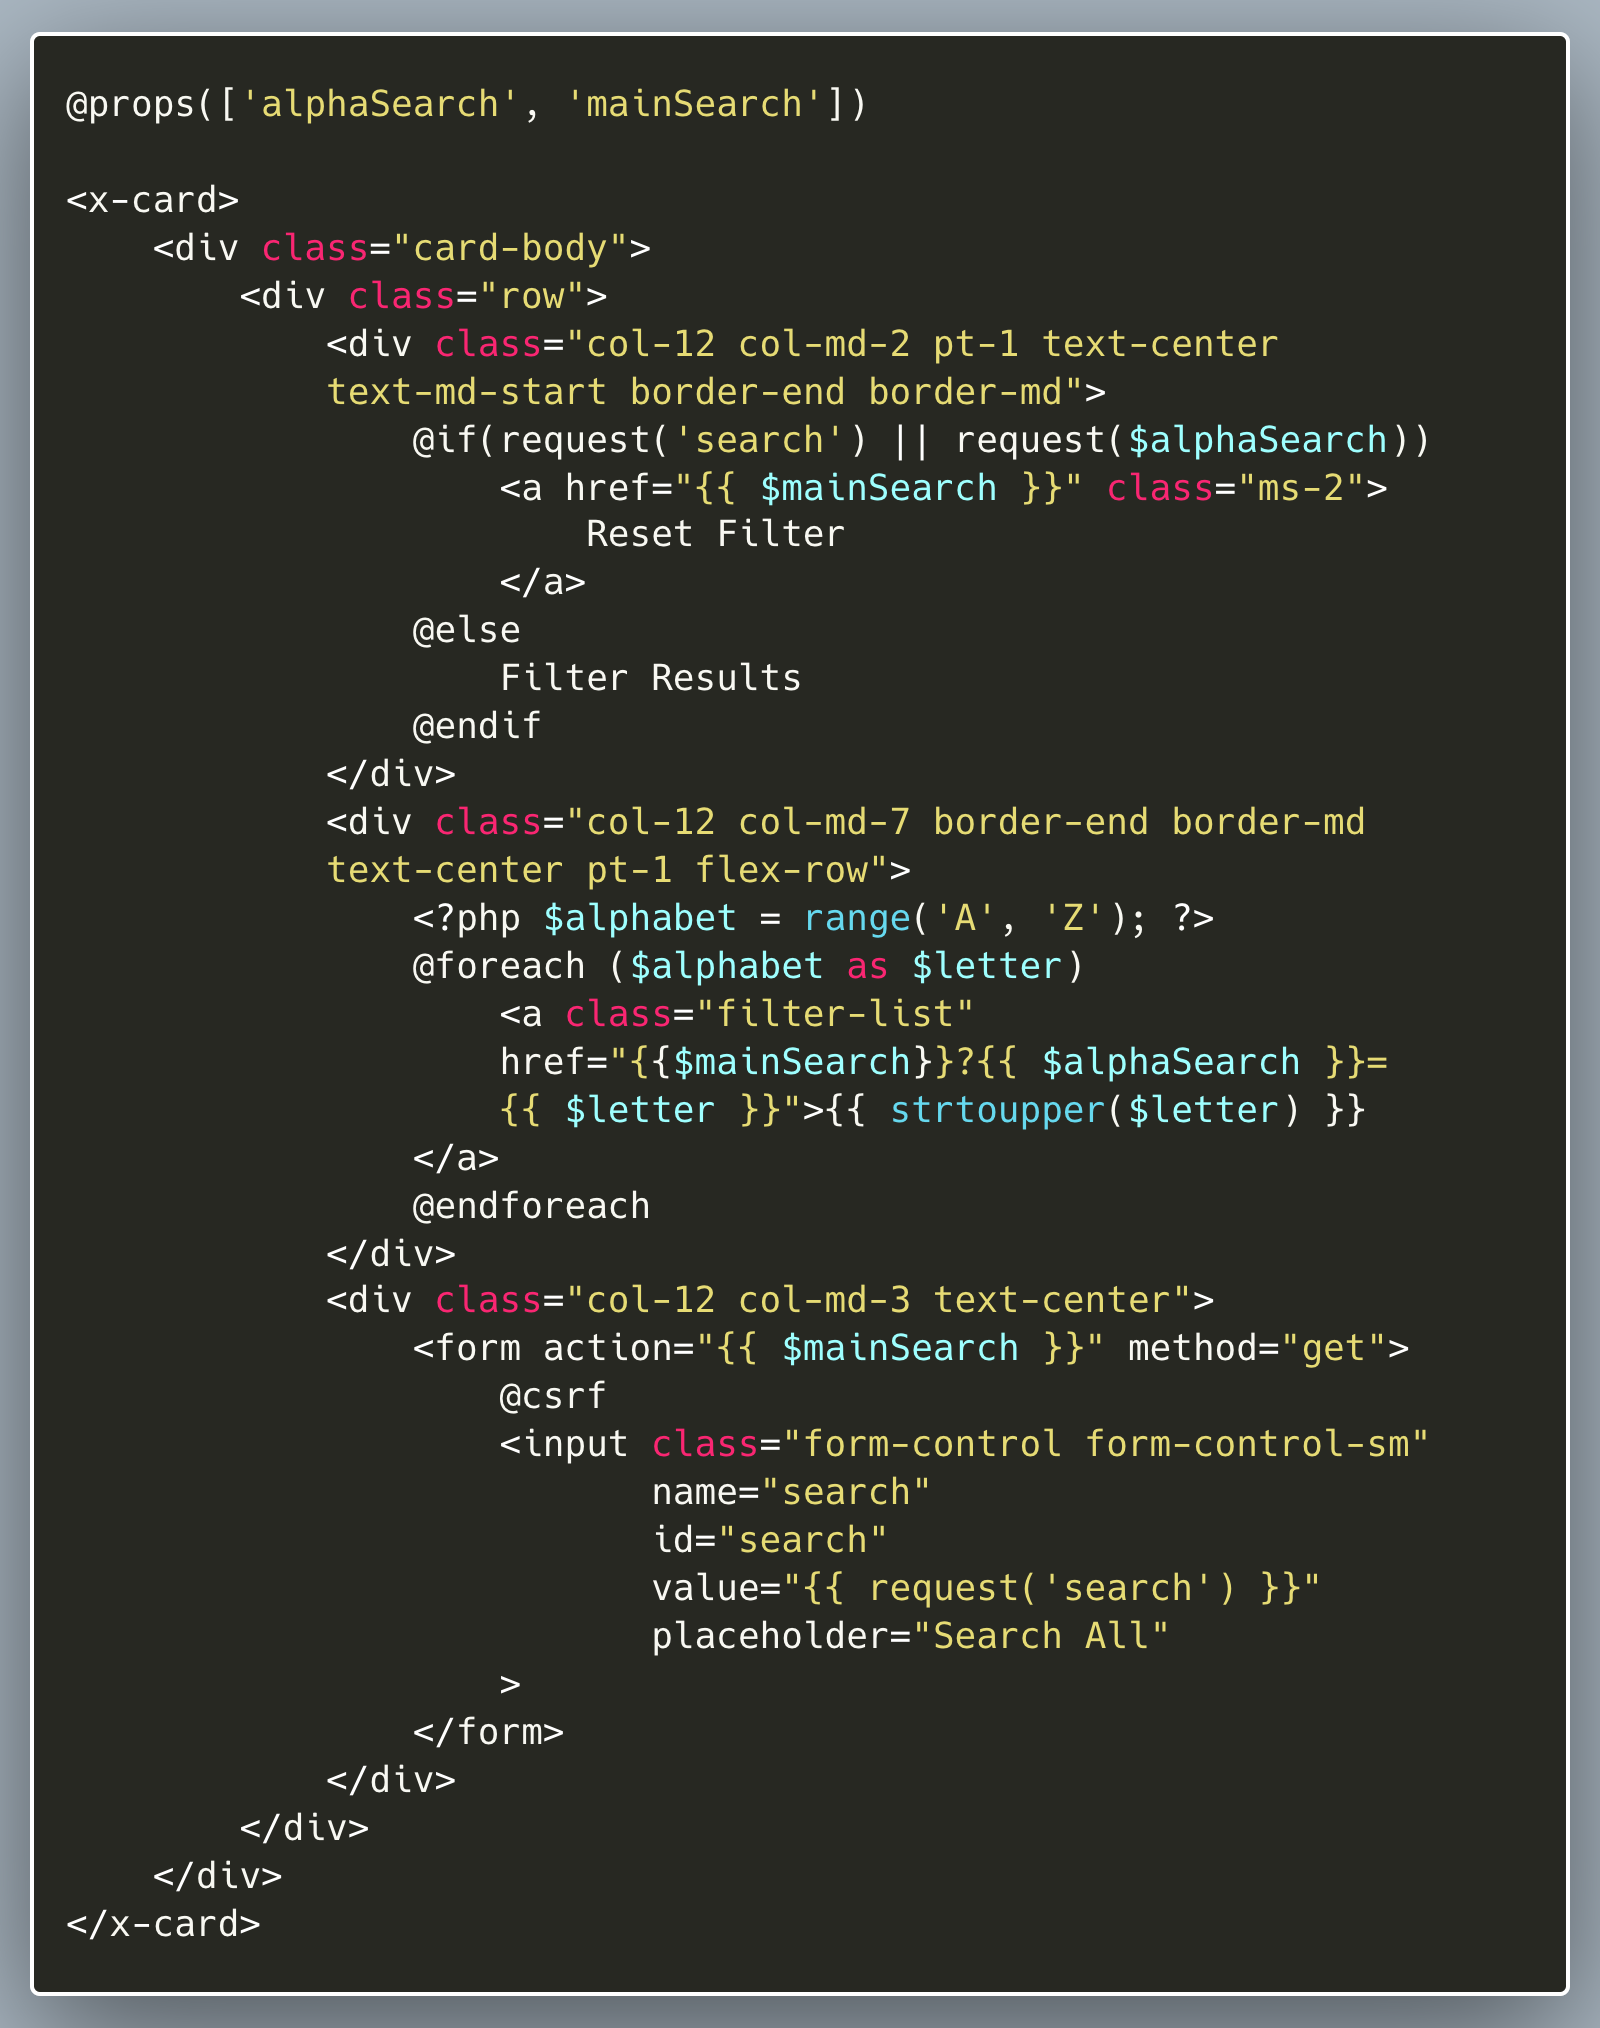 @props(['alphaSearch', 'mainSearch'])

<x-card>
    <div class="card-body">
        <div class="row">
            <div class="col-12 col-md-2 pt-1 text-center
            text-md-start border-end border-md">
                @if(request('search') || request($alphaSearch))
                    <a href="{{ $mainSearch }}" class="ms-2">
                        Reset Filter
                    </a>
                @else
                    Filter Results
                @endif
            </div>
            <div class="col-12 col-md-7 border-end border-md
            text-center pt-1 flex-row">
                <?php $alphabet = range('A', 'Z'); ?>
                @foreach ($alphabet as $letter)
                    <a class="filter-list"
                    href="{{$mainSearch}}?{{ $alphaSearch }}=
                    {{ $letter }}">{{ strtoupper($letter) }}
                </a>
                @endforeach
            </div>
            <div class="col-12 col-md-3 text-center">
                <form action="{{ $mainSearch }}" method="get">
                    @csrf
                    <input class="form-control form-control-sm"
                           name="search"
                           id="search"
                           value="{{ request('search') }}"
                           placeholder="Search All"
                    >
                </form>
            </div>
        </div>
    </div>
</x-card>